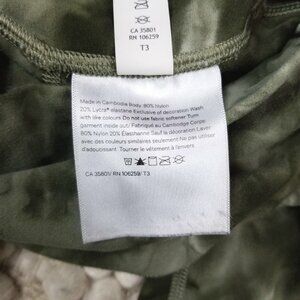 CA 35801
RN 106259
T3
Made in Cambodia Body: 80% Nylon
20% Lycra® elastane Exclusive of decoration Wash
with like colours Do not use fabric softener Turn
garment inside out/ Fabriqué au Cambodge Corps:
80% Nylon 20% Élasthanne Sauf la décoration Laver
avec des couleurs similaires seulement Ne pas utiliser
d'adoucissant. Tourner le vêtement à l'envers.
CA 35801/ RN 106259/ T3